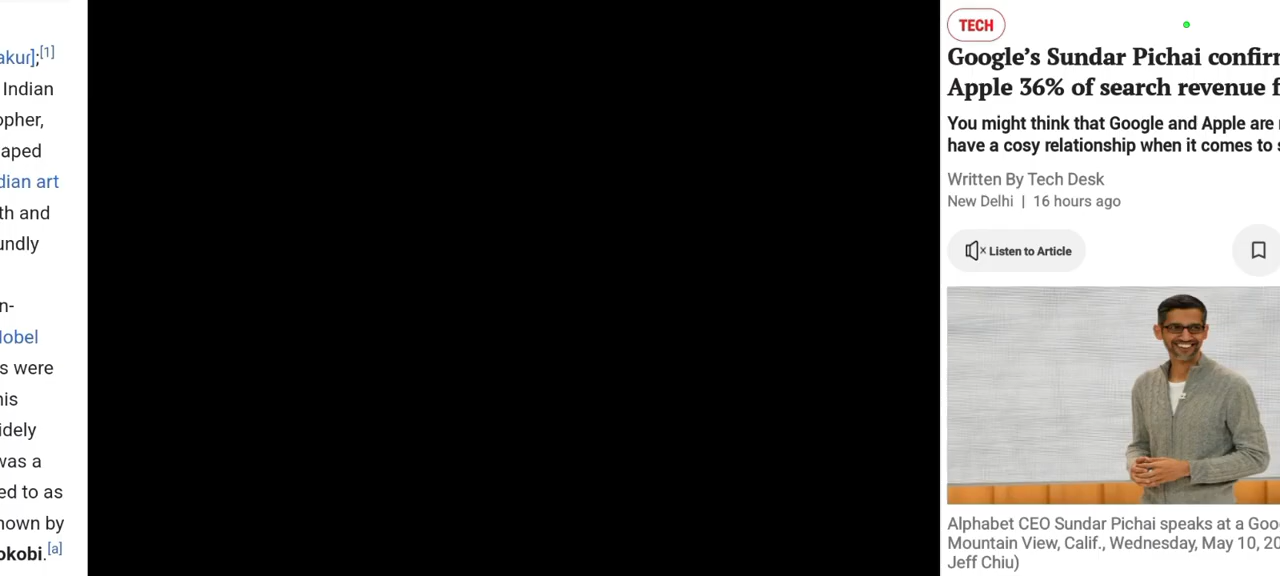 akuɾ];[1]
Indian
opher,
aped
dian art
th and
undly
n-
Nobel
s were
his
idely
was a
ed to as
nown by
okobi.[a]
TECH
Google’s Sundar Pichai confirm
Apple 36% of search revenue f
You might think that Google and Apple are
have a cosy relationship when it comes to s
Written By Tech Desk
New Delhi | 16 hours ago
Listen to Article
Alphabet CEO Sundar Pichai speaks at a Goo
Mountain View, Calif., Wednesday, May 10, 20
Jeff Chiu)